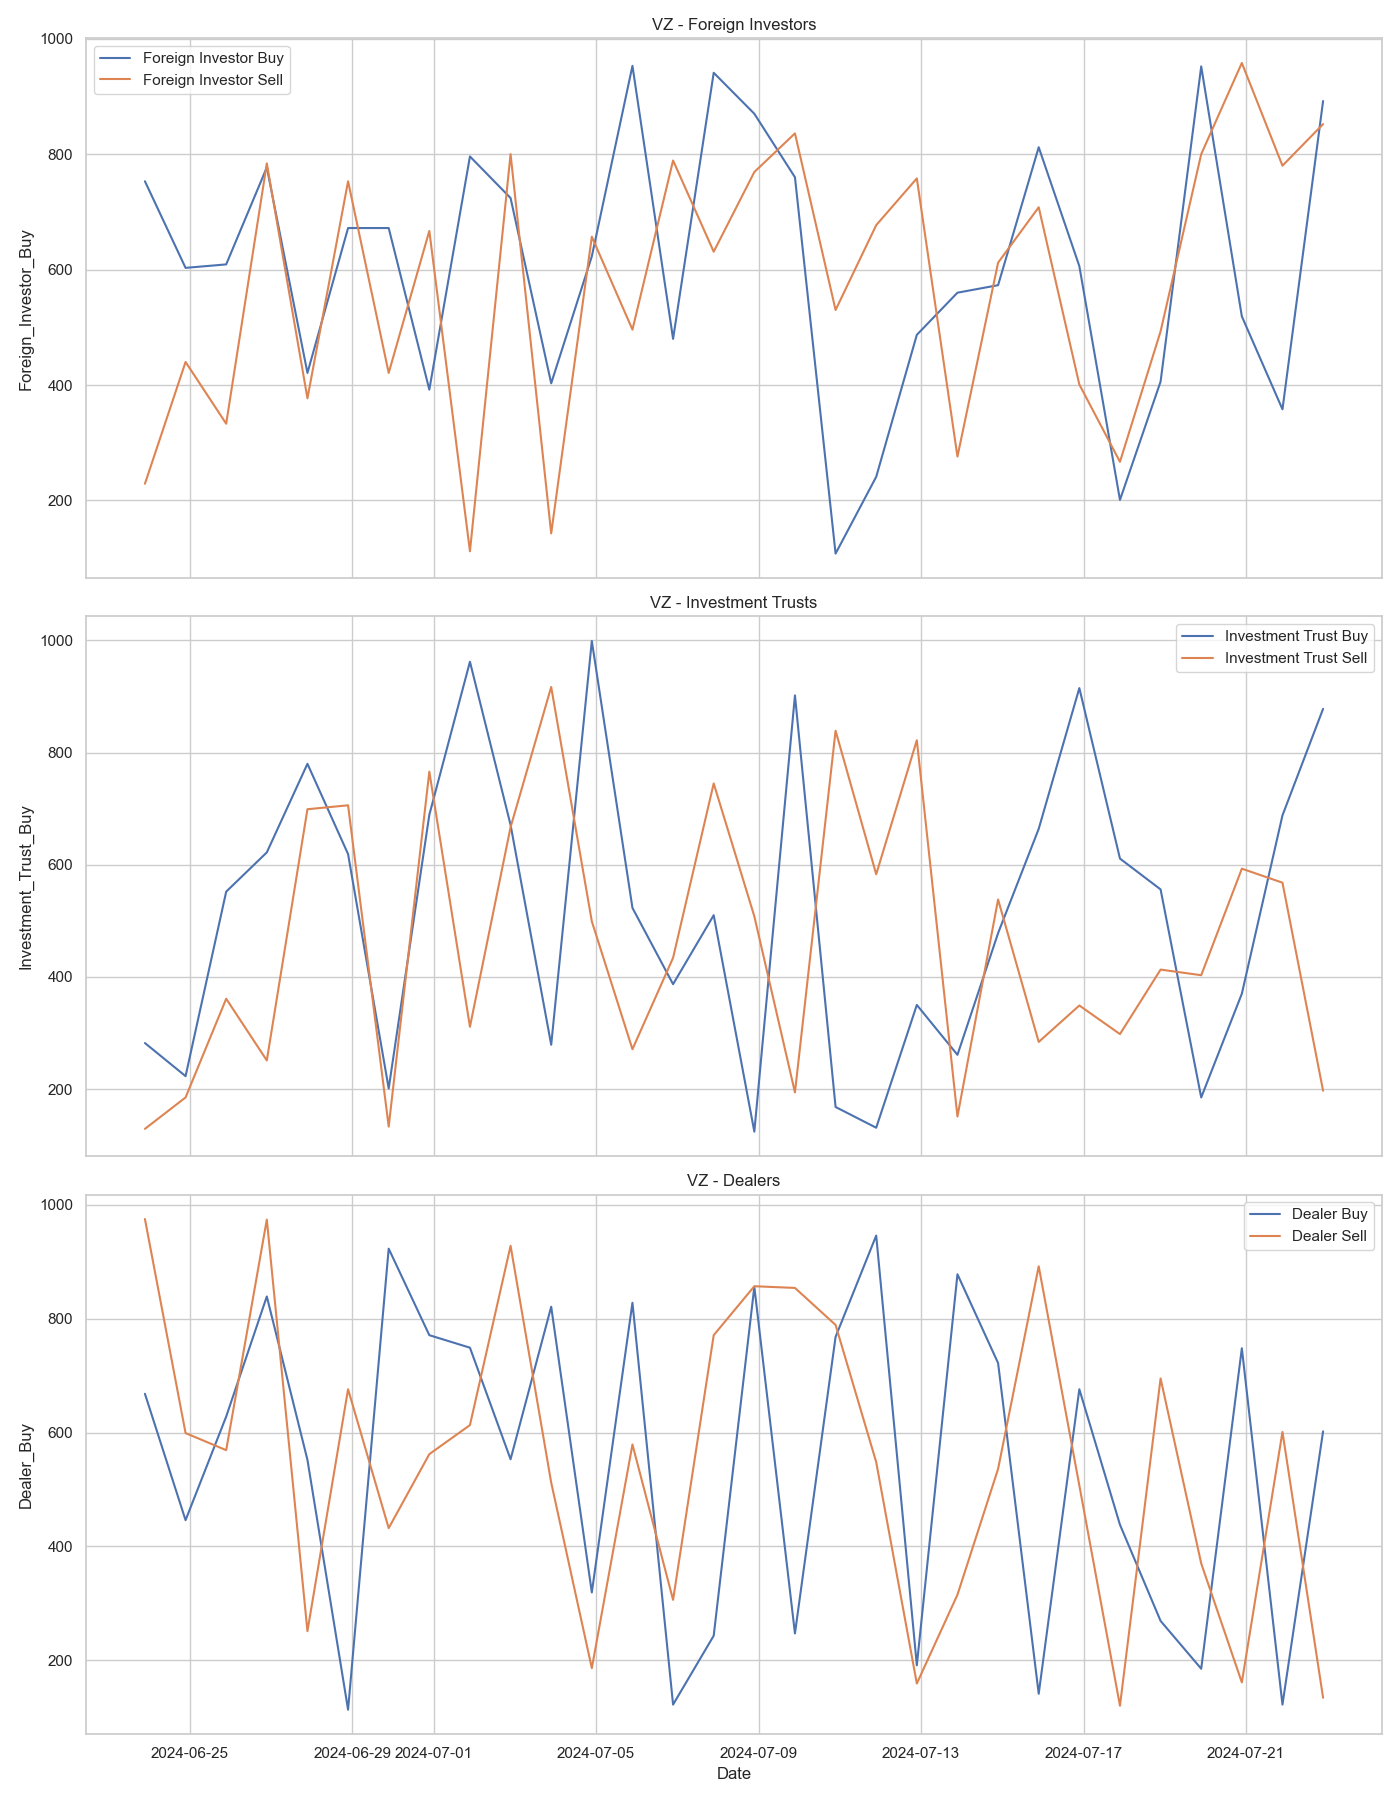 VZ - Foreign Investors
Foreign Investor Buy
Foreign Investor Sell
Foreign_Investor_Buy
1000
800
600
400
200
VZ - Investment Trusts
Investment Trust Buy
Investment Trust Sell
Investment_Trust_Buy
1000
800
600
400
200
VZ - Dealers
Dealer Buy
Dealer Sell
Dealer_Buy
1000
800
600
400
200
2024-06-25 2024-06-29 2024-07-01 2024-07-05 2024-07-09 2024-07-13 2024-07-17 2024-07-21
Date